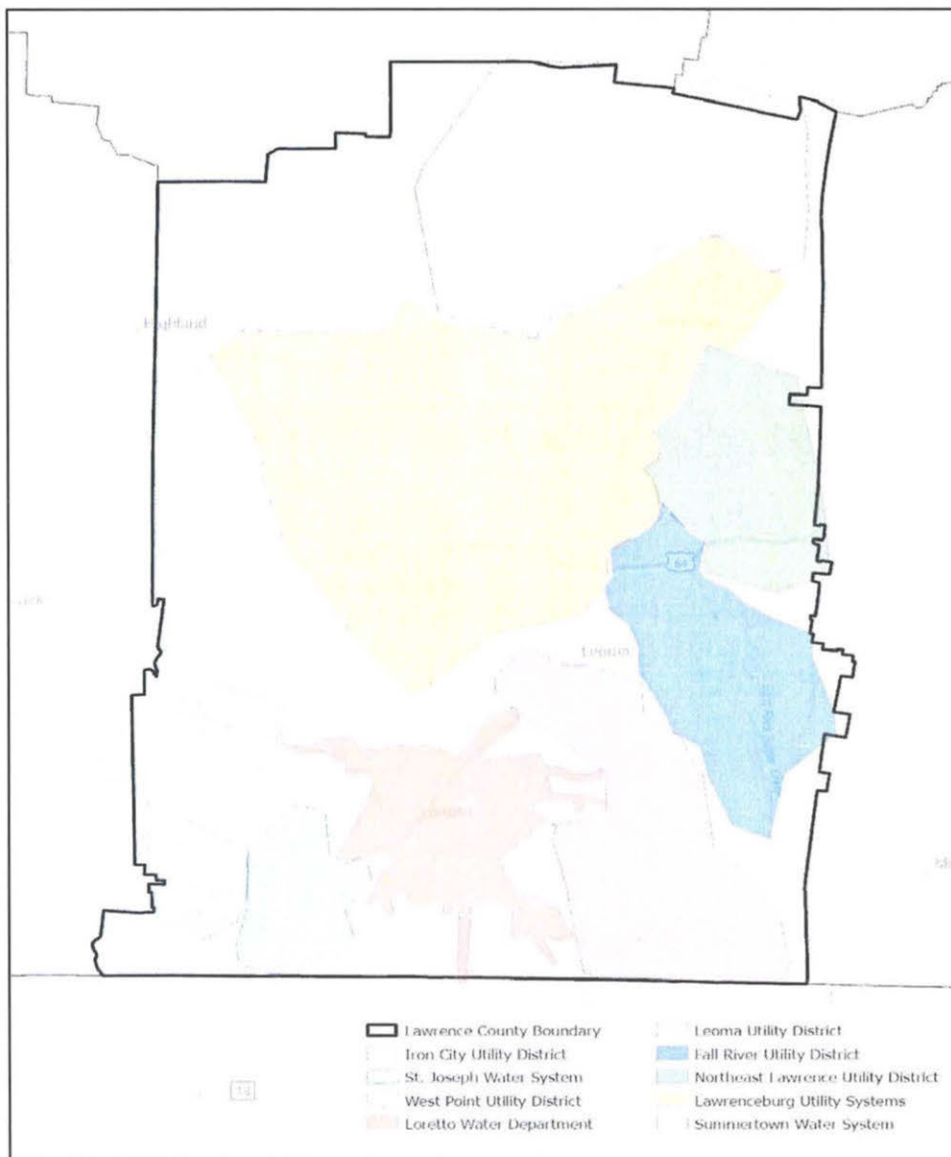 Highland
64
Leoma
Loretto
Lawrence County Boundary
Iron City Utility District
St. Joseph Water System
West Point Utility District
Loretto Water Department
Leoma Utility District
Fall River Utility District
Northeast Lawrence Utility District
Lawrenceburg Utility Systems
Summertown Water System